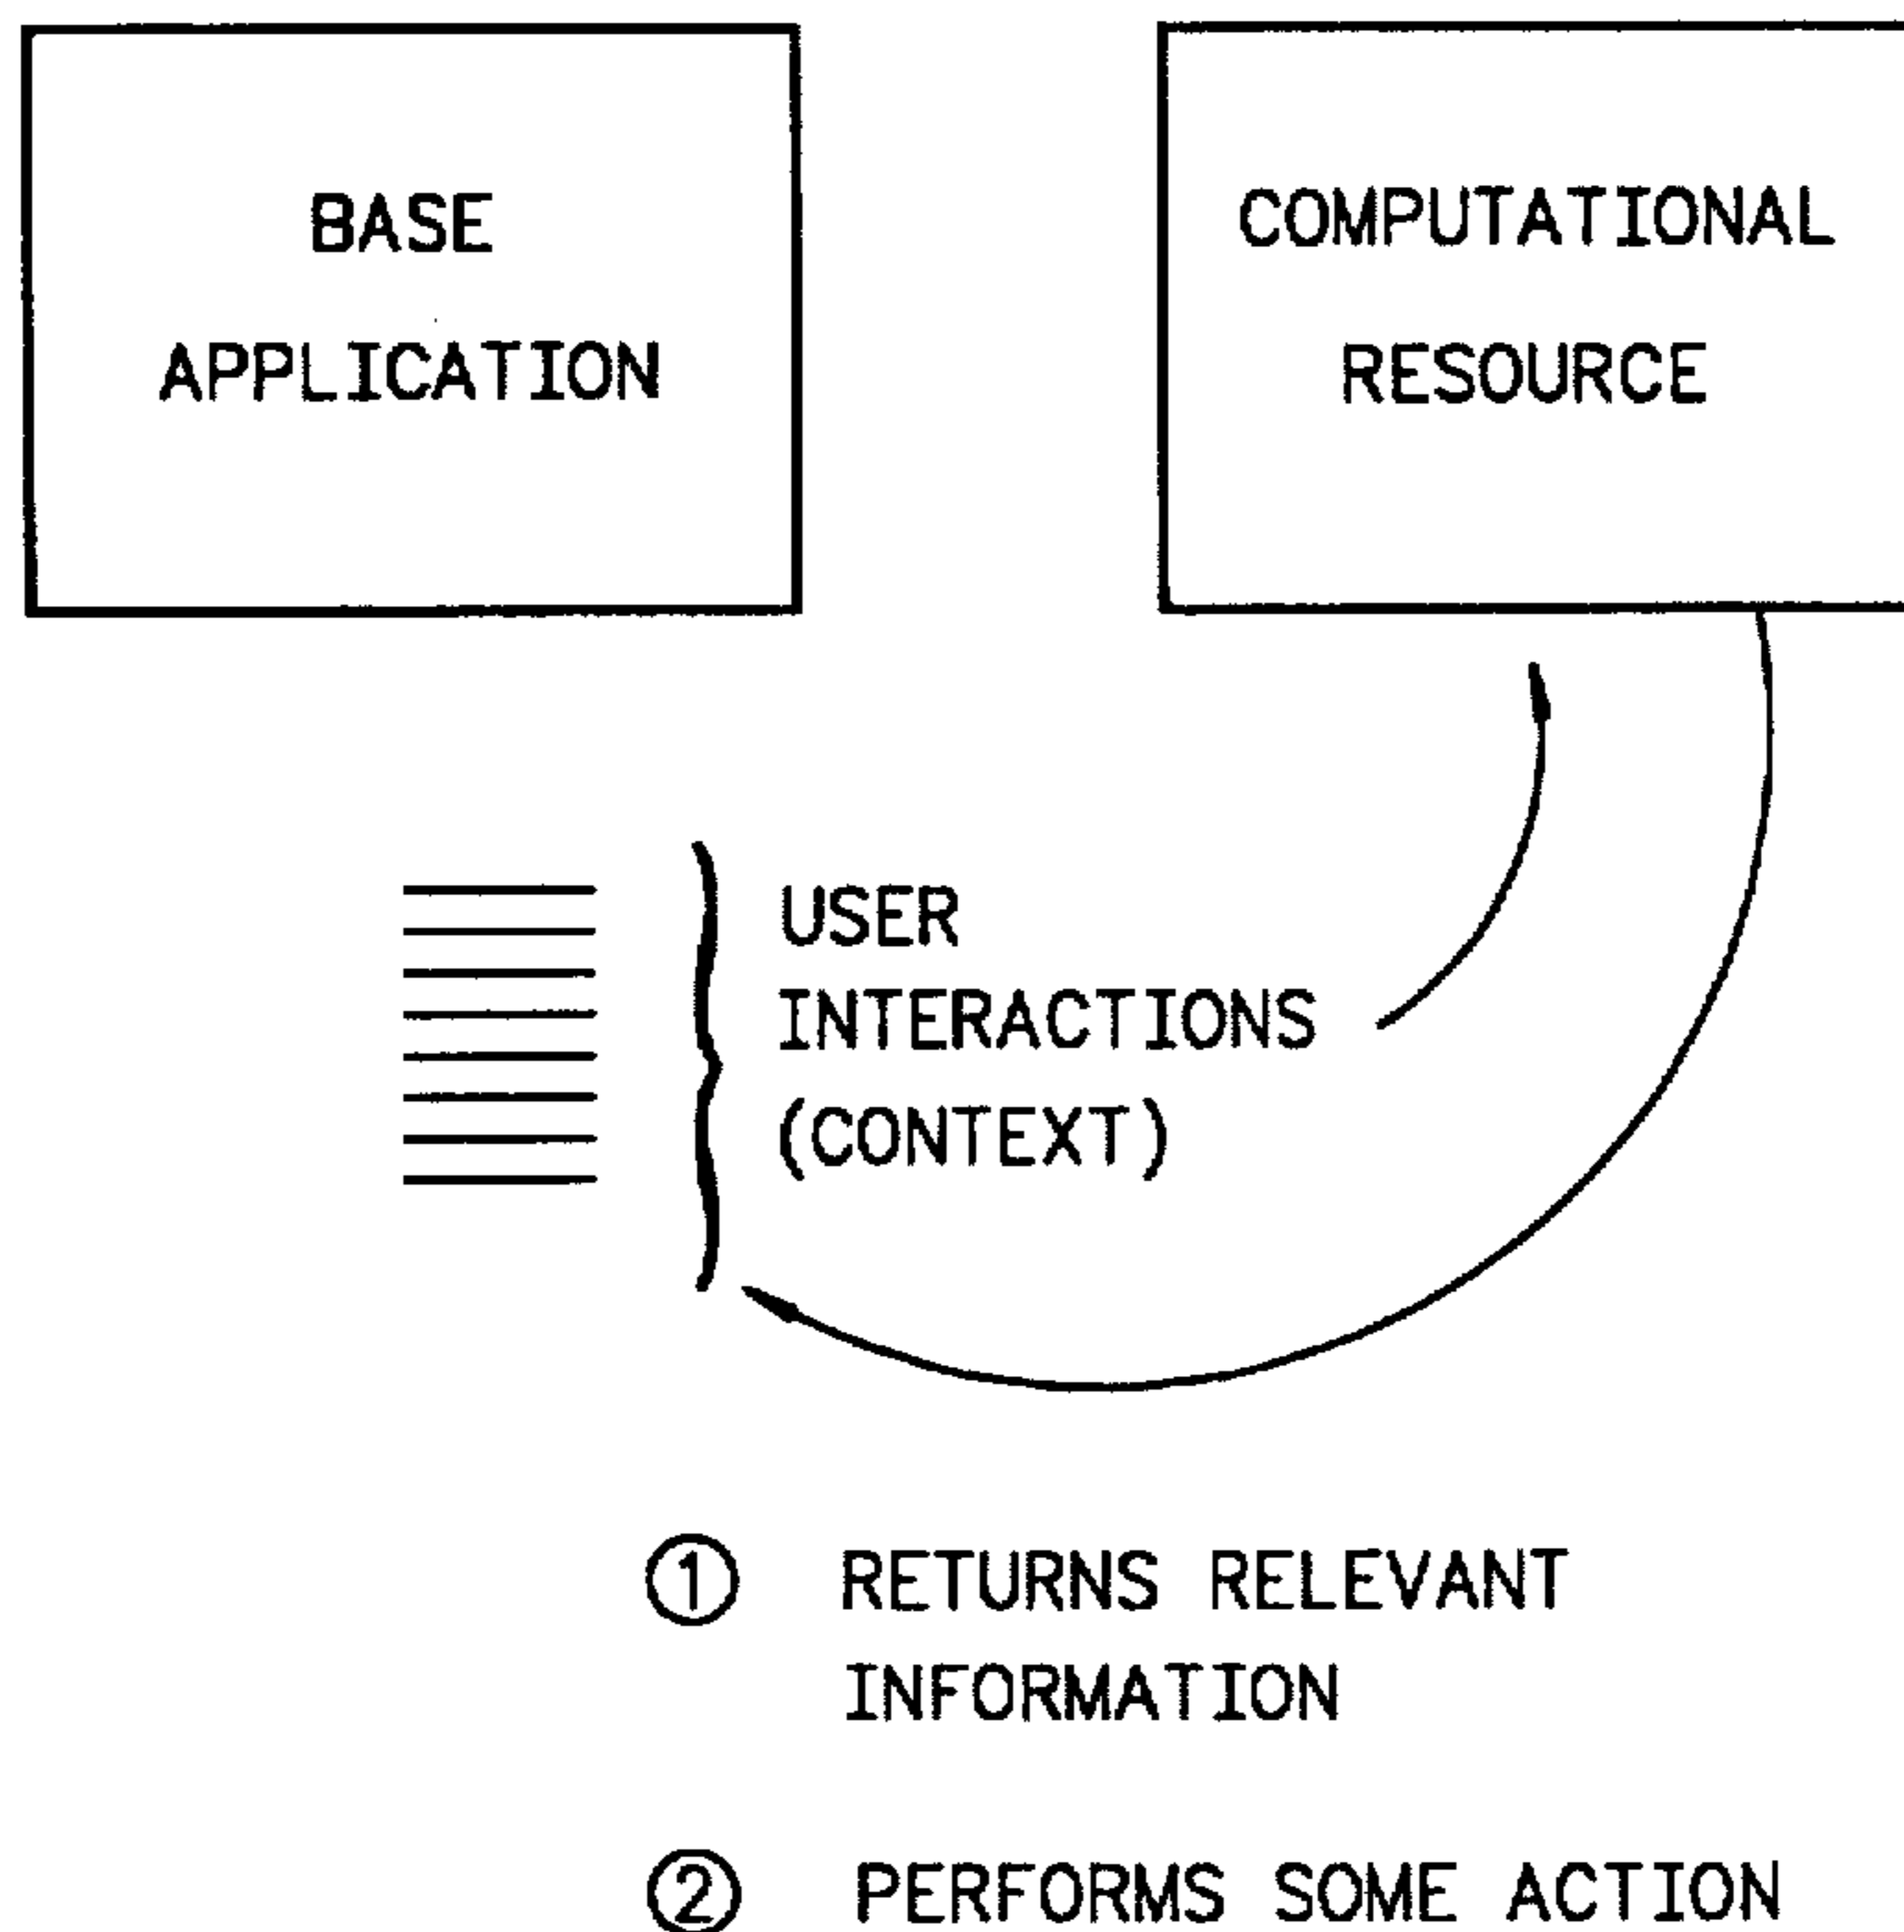 BASE
APPLICATION
COMPUTATIONAL
RESOURCE
USER
INTERACTIONS
(CONTEXT)
① RETURNS RELEVANT
INFORMATION
② PERFORMS SOME ACTION